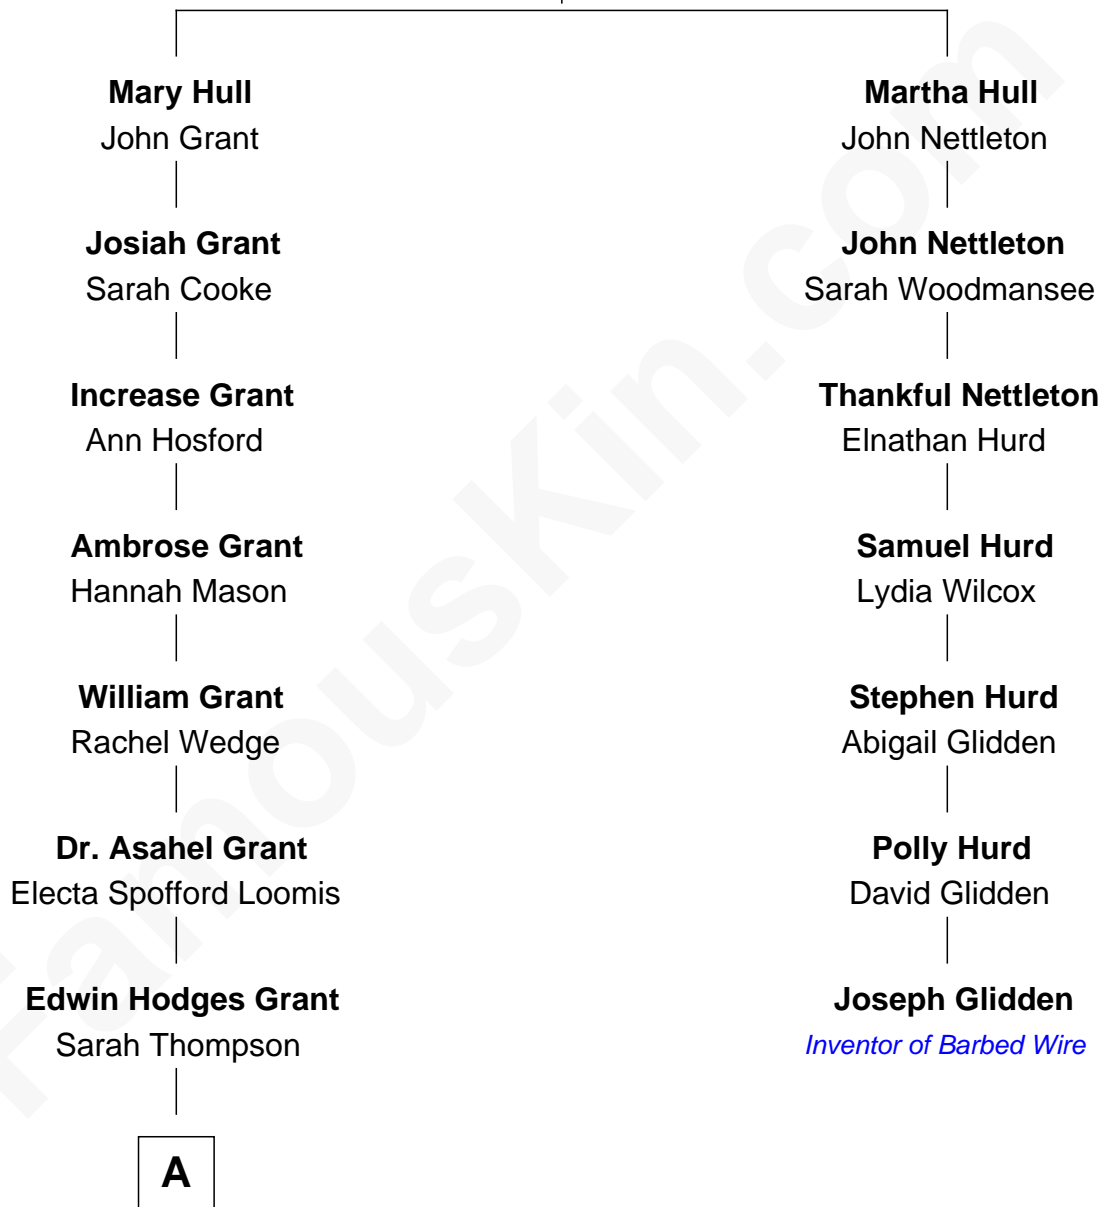 Mary Hull
John Grant
Martha Hull
John Nettleton
Josiah Grant
Sarah Cooke
John Nettleton
Sarah Woodmansee
Increase Grant
Ann Hosford
Thankful Nettleton
Elnathan Hurd
Ambrose Grant
Hannah Mason
Samuel Hurd
Lydia Wilcox
William Grant
Rachel Wedge
Stephen Hurd
Abigail Glidden
Dr. Asahel Grant
Electa Spofford Loomis
Polly Hurd
David Glidden
Edwin Hodges Grant
Sarah Thompson
Joseph Glidden
Inventor of Barbed Wire
A
FamousKin.com